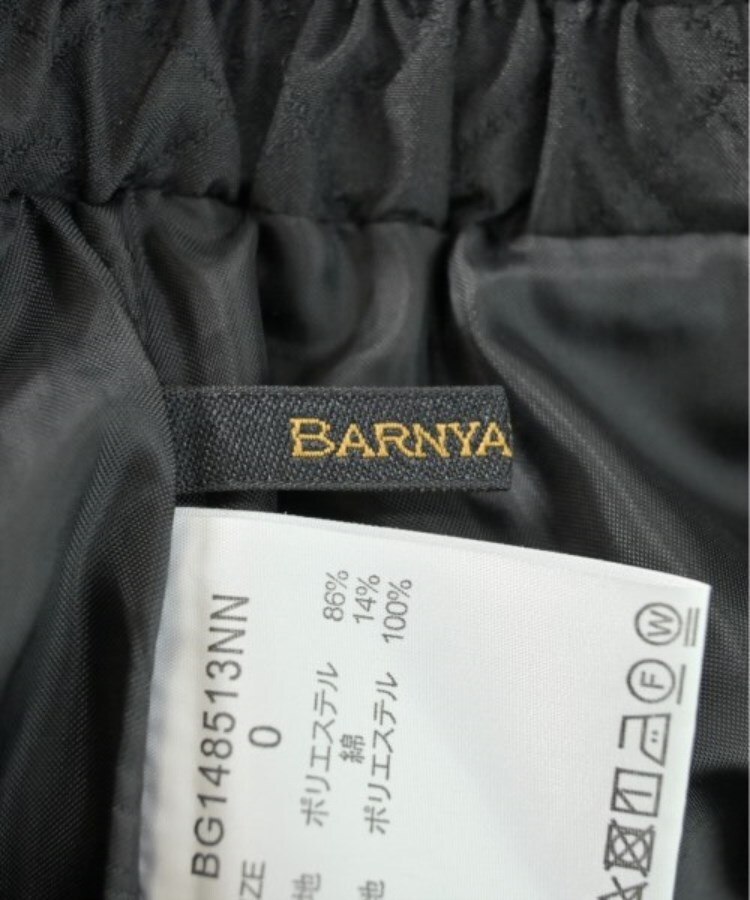 BARNYA
BG148513NN
ZE 0
地 ポリエステル 86%
綿 14%
地 ポリエステル 100%
W
F